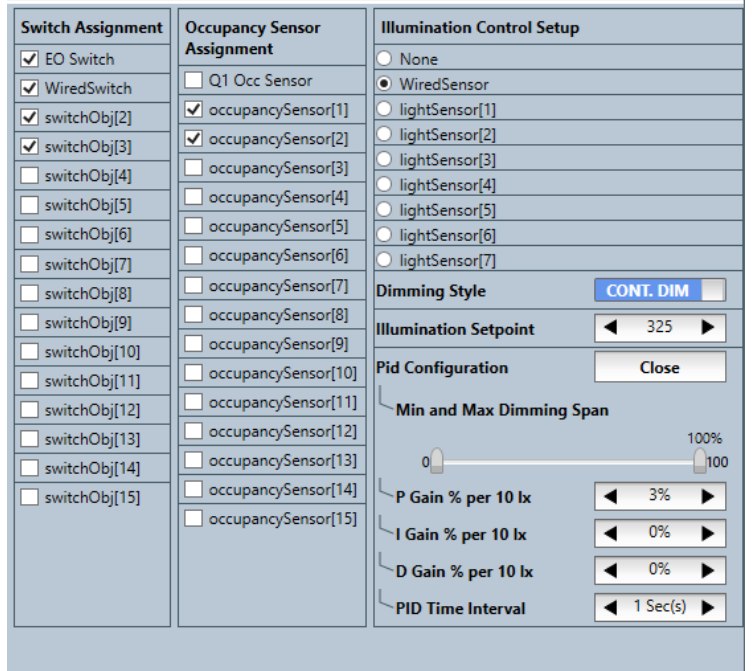 Switch Assignment
EO Switch
WiredSwitch
switchObj[2]
switchObj[3]
switchObj[4]
switchObj[5]
switchObj[6]
switchObj[7]
switchObj[8]
switchObj[9]
switchObj[10]
switchObj[11]
switchObj[12]
switchObj[13]
switchObj[14]
switchObj[15]
Occupancy Sensor
Assignment
Q1 Occ Sensor
occupancySensor[1]
occupancySensor[2]
occupancySensor[3]
occupancySensor[4]
occupancySensor[5]
occupancySensor[6]
occupancySensor[7]
occupancySensor[8]
occupancySensor[9]
occupancySensor[10]
occupancySensor[11]
occupancySensor[12]
occupancySensor[13]
occupancySensor[14]
occupancySensor[15]
Illumination Control Setup
None
WiredSensor
lightSensor[1]
lightSensor[2]
lightSensor[3]
lightSensor[4]
lightSensor[5]
lightSensor[6]
lightSensor[7]
Dimming Style CONT. DIM
Illumination Setpoint 325
Pid Configuration Close
Min and Max Dimming Span
100%
0 100
P Gain % per 10 lx 3%
I Gain % per 10 lx 0%
D Gain % per 10 lx 0%
PID Time Interval 1 Sec(s)